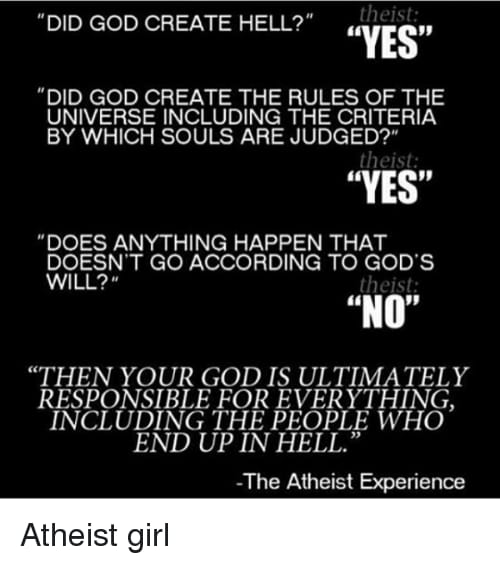 "DID GOD CREATE HELL?" theist:
“YES”
"DID GOD CREATE THE RULES OF THE
UNIVERSE INCLUDING THE CRITERIA
BY WHICH SOULS ARE JUDGED?"
theist:
“YES”
"DOES ANYTHING HAPPEN THAT
DOESN'T GO ACCORDING TO GOD'S
WILL?" theist:
“NO”
“THEN YOUR GOD IS ULTIMATELY
RESPONSIBLE FOR EVERYTHING,
INCLUDING THE PEOPLE WHO
END UP IN HELL.”
-The Atheist Experience
Atheist girl